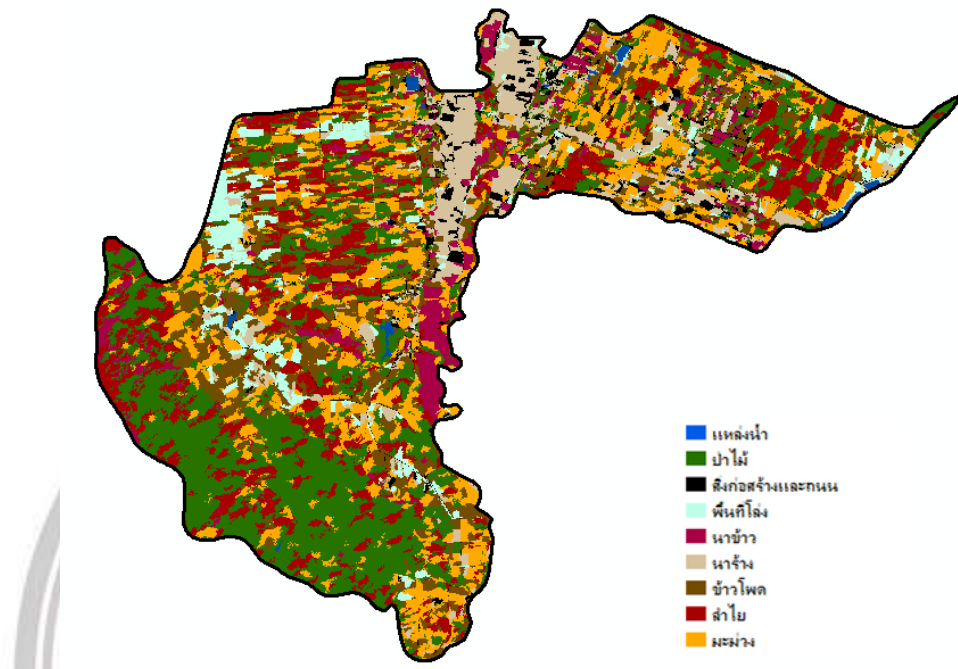 แหล่งน้ำ
ป่าไม้
สิ่งก่อสร้างและถนน
พื้นที่โล่ง
นาข้าว
นาร้าง
ข้าวโพด
ลำไย
มะม่วง